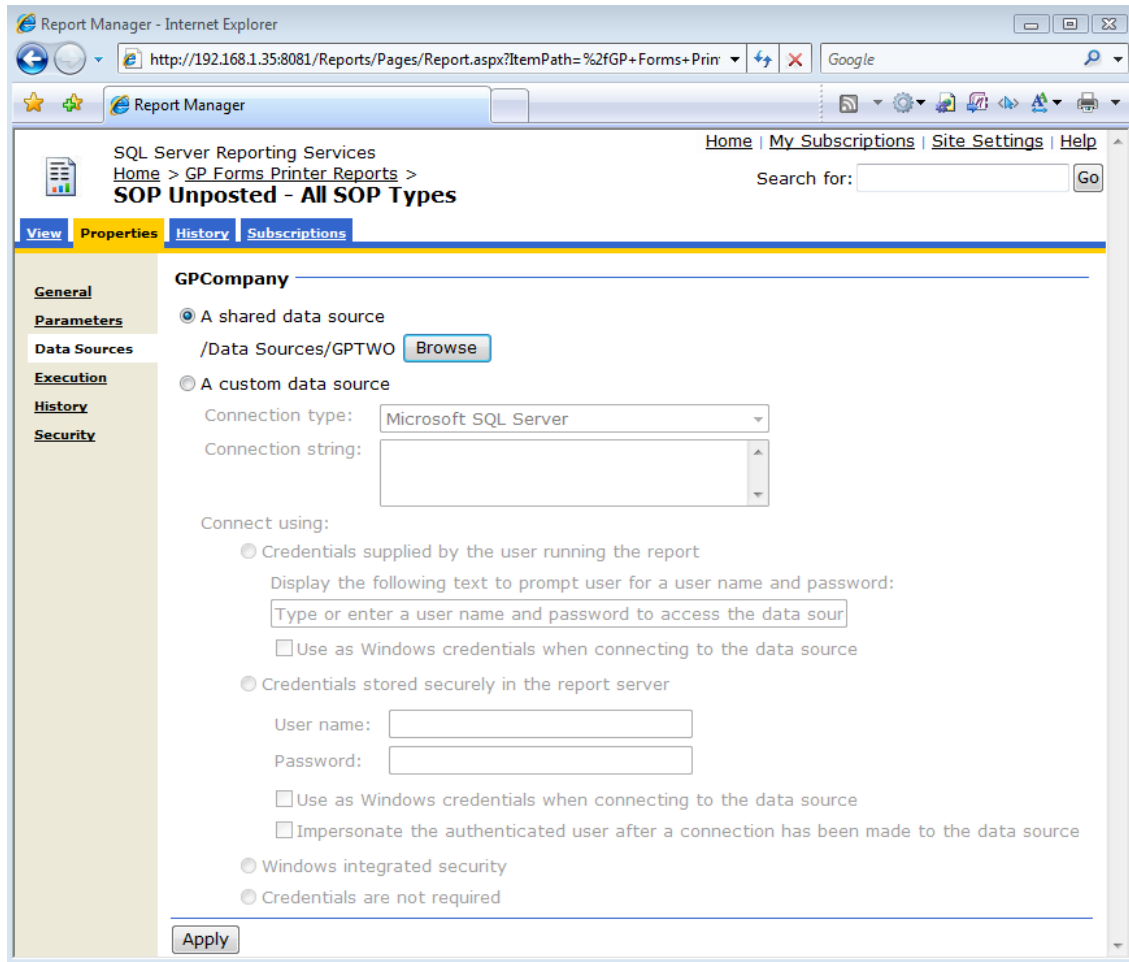 Report Manager - Internet Explorer
http://192.168.1.35:8081/Reports/Pages/Report.aspx?ItemPath=%2fGP+Forms+Prin
Google
Report Manager
Home | My Subscriptions | Site Settings | Help
SQL Server Reporting Services
Home > GP Forms Printer Reports >
SOP Unposted - All SOP Types
Search for:
Go
View Properties History Subscriptions
General
Parameters
Data Sources
Execution
History
Security
GPCompany
A shared data source
/Data Sources/GPTWO Browse
A custom data source
Connection type: Microsoft SQL Server
Connection string:
Connect using:
Credentials supplied by the user running the report
Display the following text to prompt user for a user name and password:
Type or enter a user name and password to access the data sour
Use as Windows credentials when connecting to the data source
Credentials stored securely in the report server
User name:
Password:
Use as Windows credentials when connecting to the data source
Impersonate the authenticated user after a connection has been made to the data source
Windows integrated security
Credentials are not required
Apply